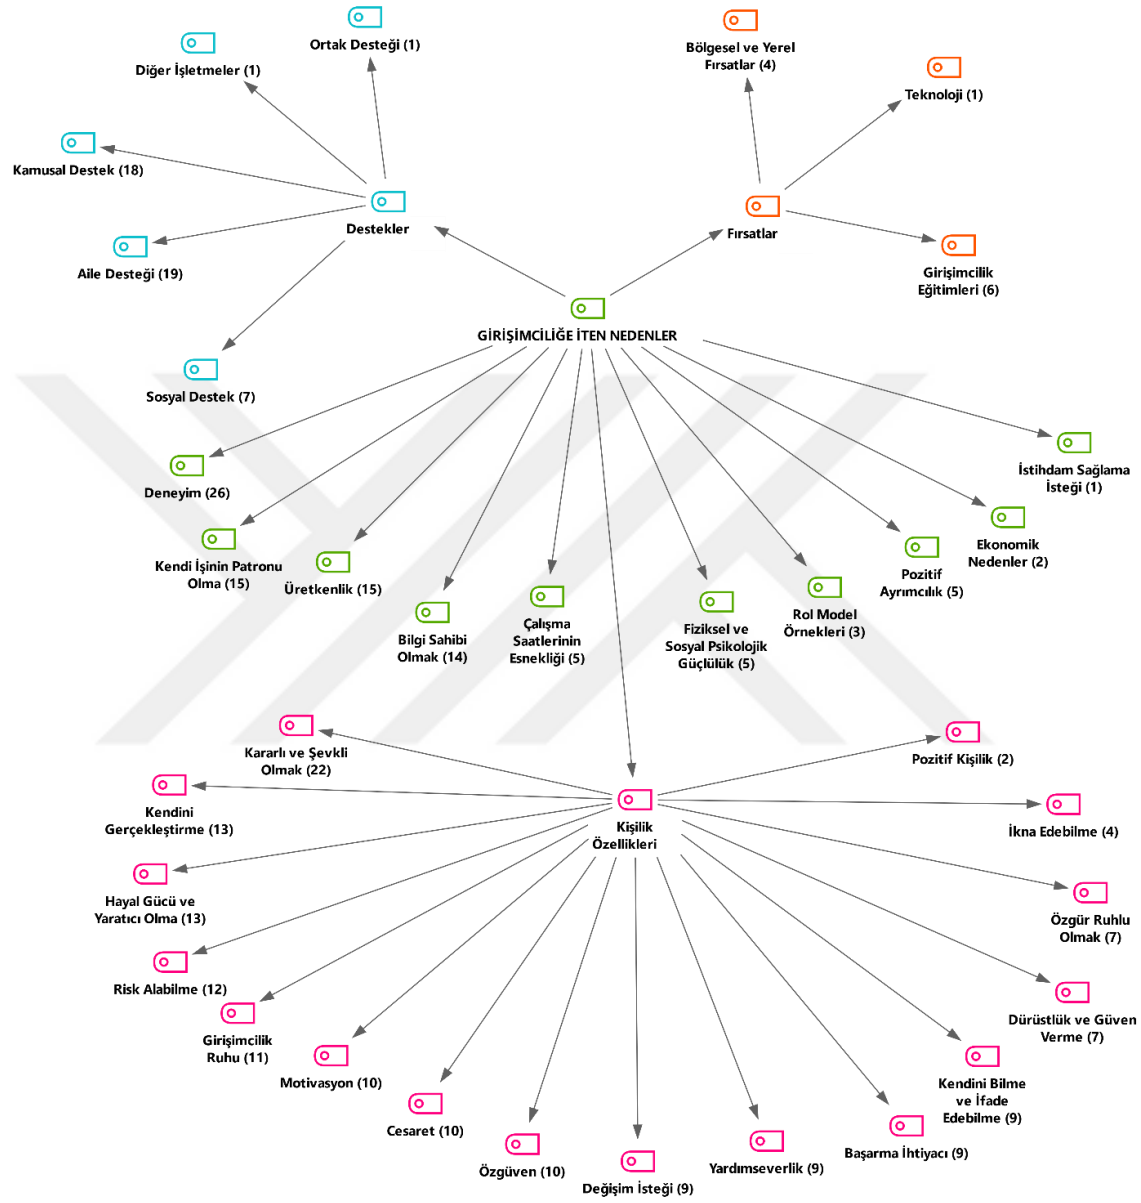 Ortak Desteği (1)
Diğer İşletmeler (1)
Kamusal Destek (18)
Destekler
Aile Desteği (19)
Sosyal Destek (7)
Bölgesel ve Yerel
Fırsatlar (4)
Teknoloji (1)
Fırsatlar
Girişimcilik
Eğitimleri (6)
GİRİŞİMCİLİĞE İTEN NEDENLER
Deneyim (26)
Kendi İşinin Patronu
Olma (15)
Üretkenlik (15)
Bilgi Sahibi
Olmak (14)
Çalışma
Saatlerinin
Esnekliği (5)
Fiziksel ve
Sosyal Psikolojik
Güçlülük (5)
Rol Model
Örnekleri (3)
Pozitif
Ayrımcılık (5)
Ekonomik
Nedenler (2)
İstihdam Sağlama
İsteği (1)
Kişilik
Özellikleri
Kararlı ve Şevkli
Olmak (22)
Kendini
Gerçekleştirme (13)
Hayal Gücü ve
Yaratıcı Olma (13)
Risk Alabilme (12)
Girişimcilik
Ruhu (11)
Motivasyon (10)
Cesaret (10)
Özgüven (10)
Değişim İsteği (9)
Yardımseverlik (9)
Başarma İhtiyacı (9)
Kendini Bilme
ve İfade
Edebilme (9)
Dürüstlük ve Güven
Verme (7)
Özgür Ruhlu
Olmak (7)
İkna Edebilme (4)
Pozitif Kişilik (2)